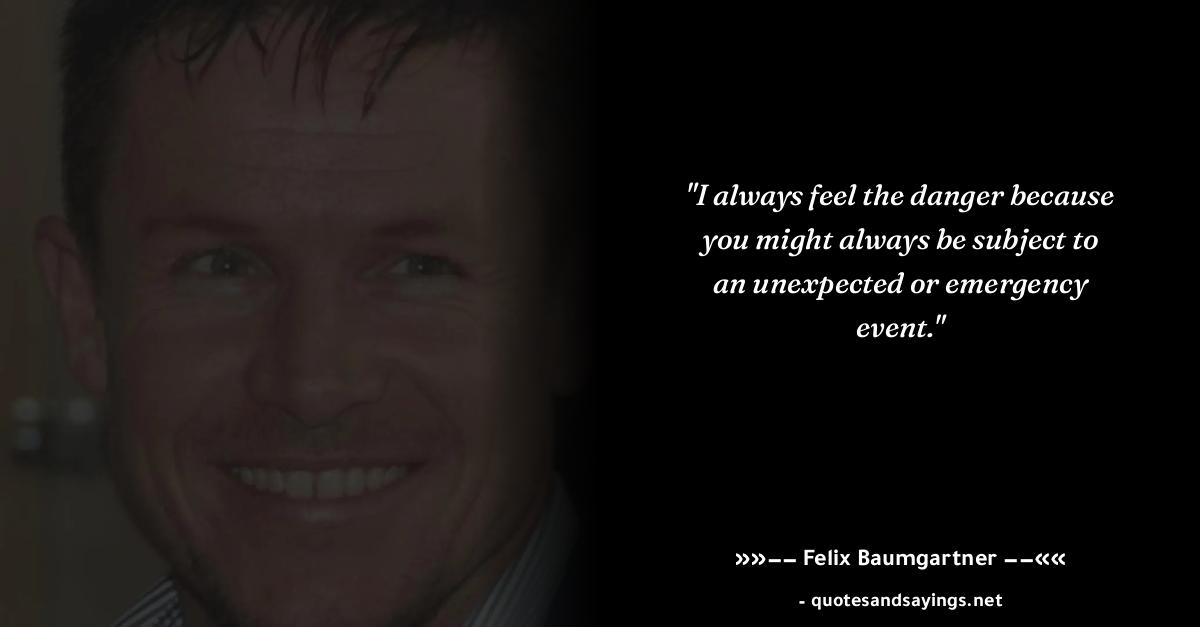 "I always feel the danger because
you might always be subject to
an unexpected or emergency
event."
»»−− Felix Baumgartner −−««
- quotesandsayings.net